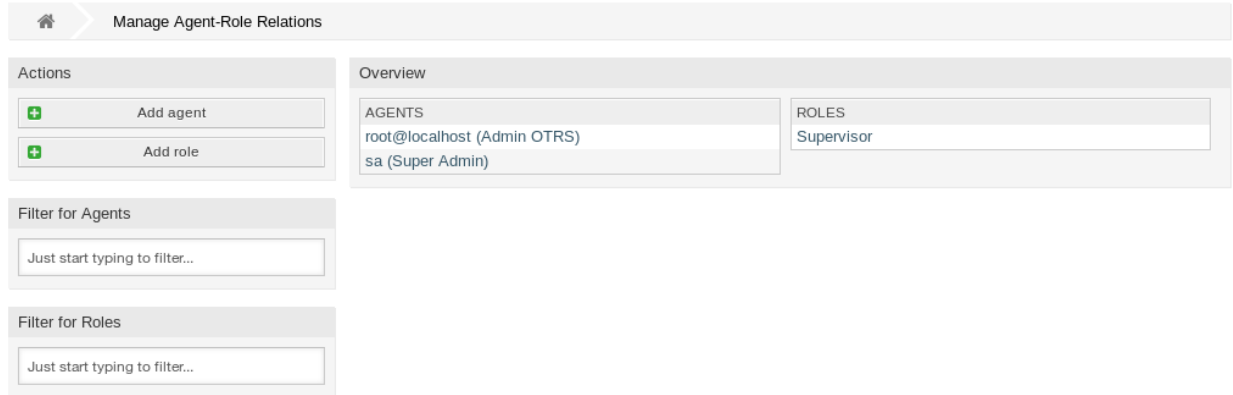 Manage Agent-Role Relations
Actions
Add agent
Add role
Filter for Agents
Just start typing to filter...
Filter for Roles
Just start typing to filter...
Overview
AGENTS
root@localhost (Admin OTRS)
sa (Super Admin)
ROLES
Supervisor